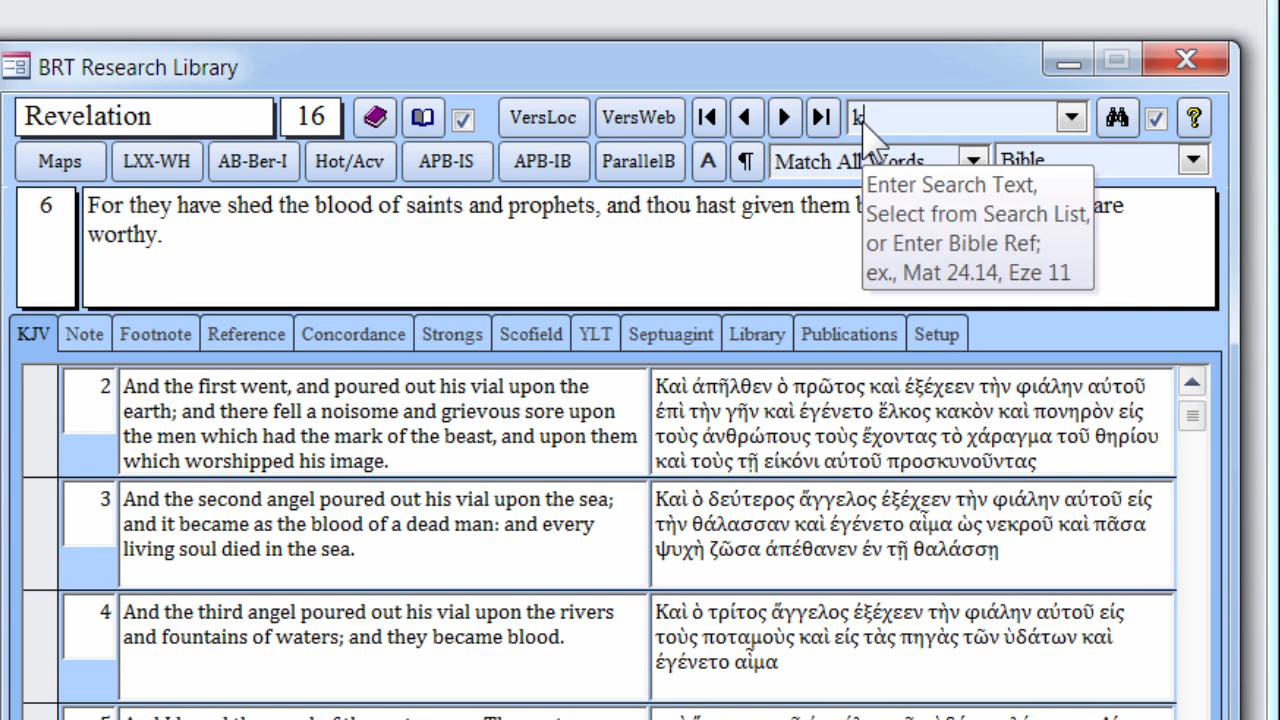 BRT Research Library
Revelation 16 VersLoc VersWeb k ?
Maps LXX-WH AB-Ber-I Hot/Acv APB-IS APB-IB ParallelB A ¶ Match All Words Bible
Enter Search Text,
Select from Search List,
or Enter Bible Ref;
ex., Mat 24.14, Eze 11
6 For they have shed the blood of saints and prophets, and thou hast given them are
worthy.
KJV Note Footnote Reference Concordance Strongs Scofield YLT Septuagint Library Publications Setup
2 And the first went, and poured out his vial upon the
earth; and there fell a noisome and grievous sore upon
the men which had the mark of the beast, and upon them
which worshipped his image.
Καὶ ἀπῆλθεν ὁ πρῶτος καὶ ἐξέχεεν τὴν φιάλην αὐτοῦ
ἐπὶ τὴν γῆν καὶ ἐγένετο ἕλκος κακὸν καὶ πονηρὸν εἰς
τοὺς ἀνθρώπους τοὺς ἔχοντας τὸ χάραγμα τοῦ θηρίου
καὶ τοὺς τῇ εἰκόνι αὐτοῦ προσκυνοῦντας
3 And the second angel poured out his vial upon the sea;
and it became as the blood of a dead man: and every
living soul died in the sea.
Καὶ ὁ δεύτερος ἄγγελος ἐξέχεεν τὴν φιάλην αὐτοῦ εἰς
τὴν θάλασσαν καὶ ἐγένετο αἷμα ὡς νεκροῦ καὶ πᾶσα
ψυχὴ ζῶσα ἀπέθανεν ἐν τῇ θαλάσσῃ
4 And the third angel poured out his vial upon the rivers
and fountains of waters; and they became blood.
Καὶ ὁ τρίτος ἄγγελος ἐξέχεεν τὴν φιάλην αὐτοῦ εἰς
τοὺς ποταμοὺς καὶ εἰς τὰς πηγὰς τῶν ὑδάτων καὶ
ἐγένετο αἷμα